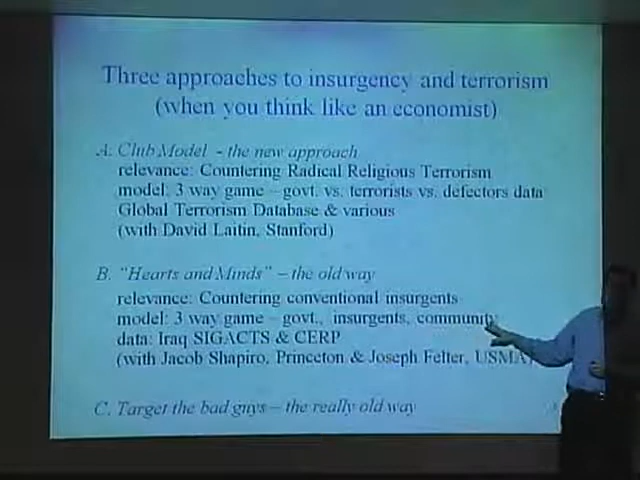 Three approaches to insurgency and terrorism
(when you think like an economist)
A. Club Model - the new approach
relevance: Countering Radical Religious Terrorism
model: 3 way game – govt. vs. terrorists vs. defectors data
Global Terrorism Database & various
(with David Laitin, Stanford)
B. "Hearts and Minds" – the old way
relevance: Countering conventional insurgents
model: 3 way game – govt., insurgents, community
data: Iraq SIGACTS & CERP
(with Jacob Shapiro, Princeton & Joseph Felter, USMA)
C. Target the bad guys – the really old way